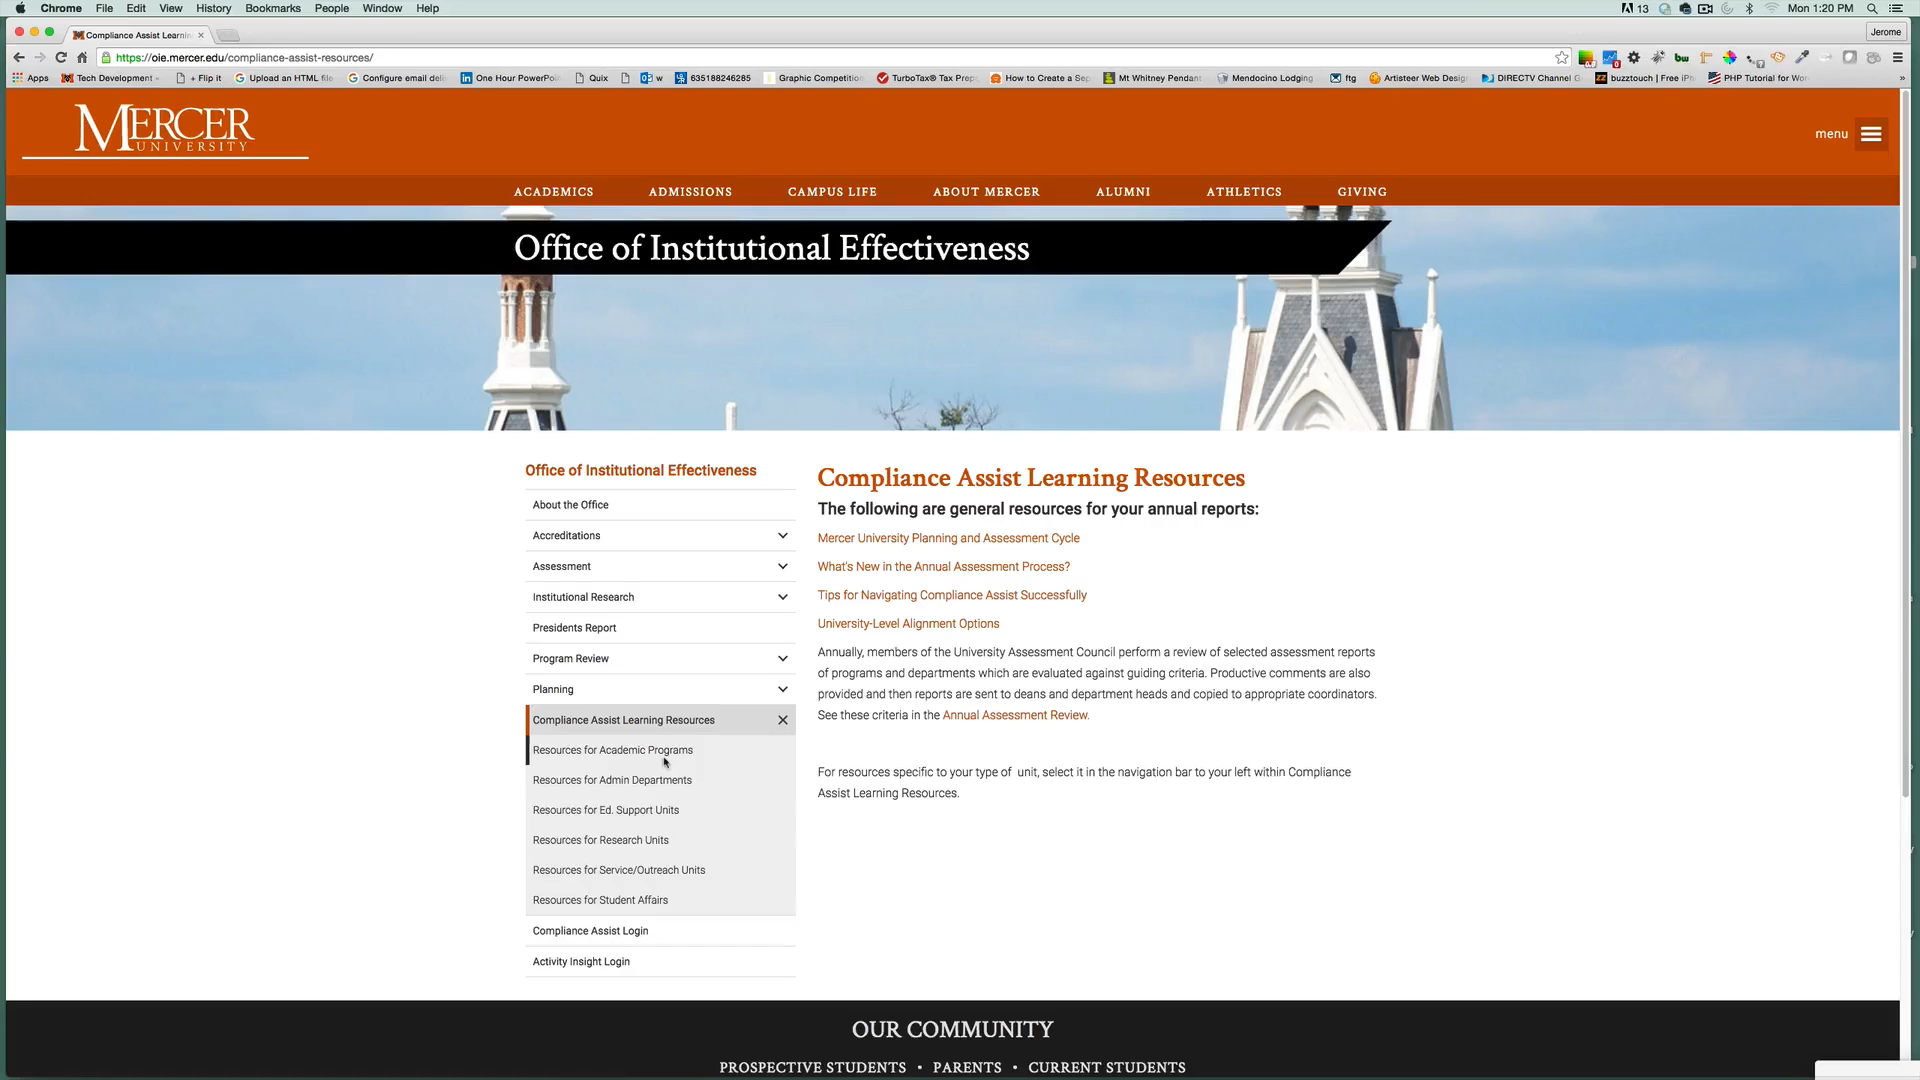 Chrome File Edit View History Bookmarks People Window Help
13 Mon 1:20 PM
Compliance Assist Learnin
Jerome
https://oie.mercer.edu/compliance-assist-resources/
Apps Tech Development + Flip it Upload an HTML file Configure email deli One Hour PowerPoi Quix w 635188246285 Graphic Competitio TurboTax® Tax Prep How to Create a Sep Mt Whitney Pendant Mendocino Lodging ftg Artisteer Web Desig DIRECTV Channel G buzztouch | Free iPh PHP Tutorial for Wor »
MERCER
UNIVERSITY
menu
ACADEMICS ADMISSIONS CAMPUS LIFE ABOUT MERCER ALUMNI ATHLETICS GIVING
Office of Institutional Effectiveness
Office of Institutional Effectiveness
About the Office
Accreditations
Assessment
Institutional Research
Presidents Report
Program Review
Planning
Compliance Assist Learning Resources
Resources for Academic Programs
Resources for Admin Departments
Resources for Ed. Support Units
Resources for Research Units
Resources for Service/Outreach Units
Resources for Student Affairs
Compliance Assist Login
Activity Insight Login
Compliance Assist Learning Resources
The following are general resources for your annual reports:
Mercer University Planning and Assessment Cycle
What's New in the Annual Assessment Process?
Tips for Navigating Compliance Assist Successfully
University-Level Alignment Options
Annually, members of the University Assessment Council perform a review of selected assessment reports
of programs and departments which are evaluated against guiding criteria. Productive comments are also
provided and then reports are sent to deans and department heads and copied to appropriate coordinators.
See these criteria in the Annual Assessment Review.
For resources specific to your type of unit, select it in the navigation bar to your left within Compliance
Assist Learning Resources.
OUR COMMUNITY
PROSPECTIVE STUDENTS • PARENTS • CURRENT STUDENTS